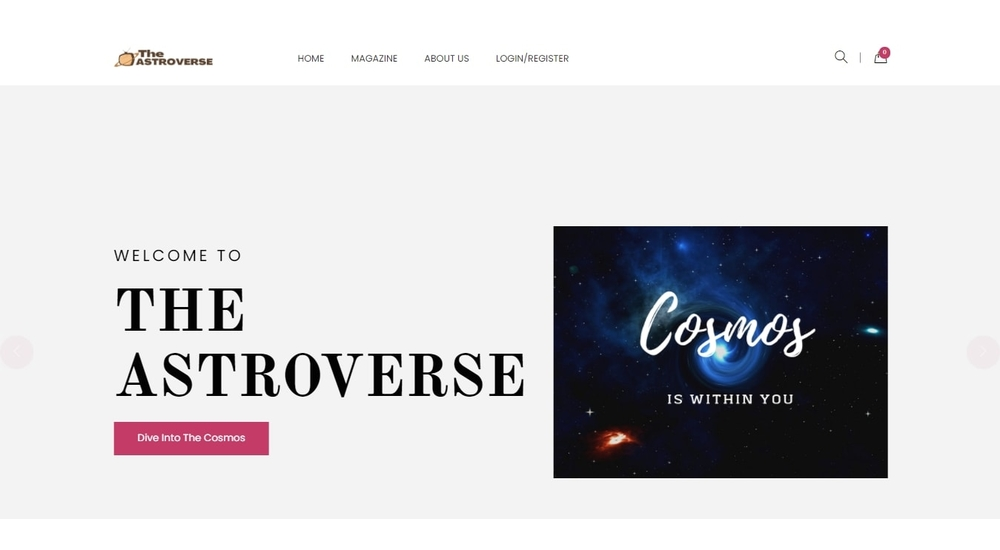 The
ASTROVERSE
HOME MAGAZINE ABOUT US LOGIN/REGISTER
0
WELCOME TO
THE
ASTROVERSE
Dive Into The Cosmos
Cosmos
IS WITHIN YOU